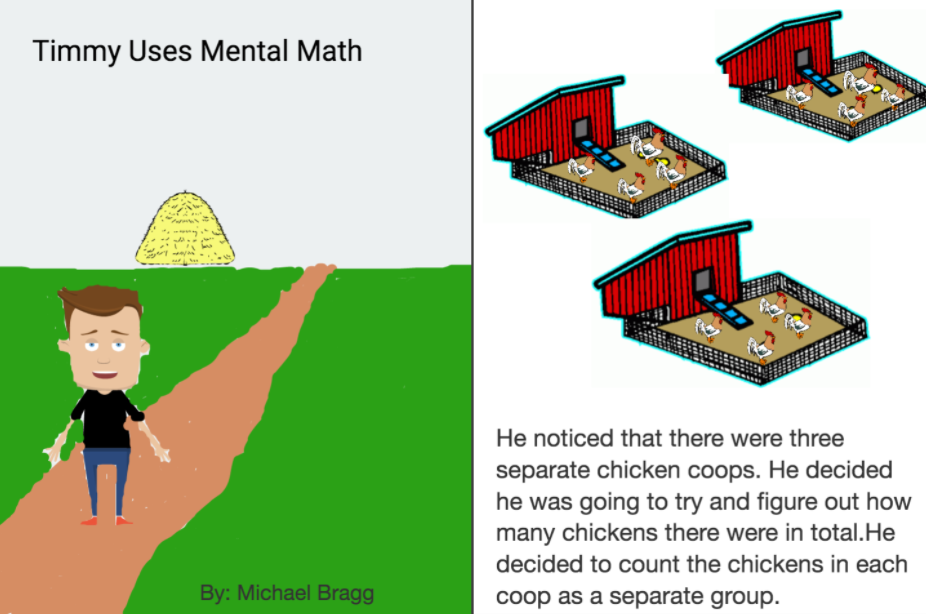 Timmy Uses Mental Math
By: Michael Bragg
He noticed that there were three
separate chicken coops. He decided
he was going to try and figure out how
many chickens there were in total.He
decided to count the chickens in each
coop as a separate group.